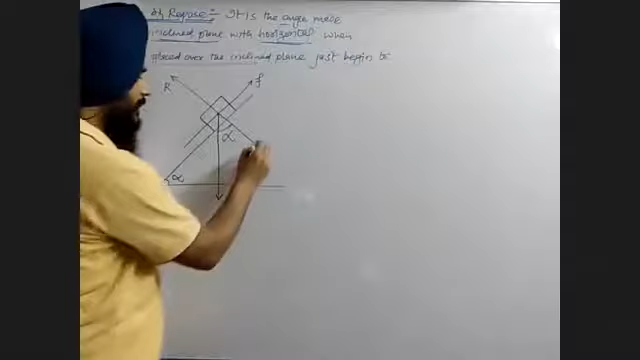 of Repose :- It is the angle made
inclined plane with horizontal when
placed over the inclined plane just begin to
R
f
α
α